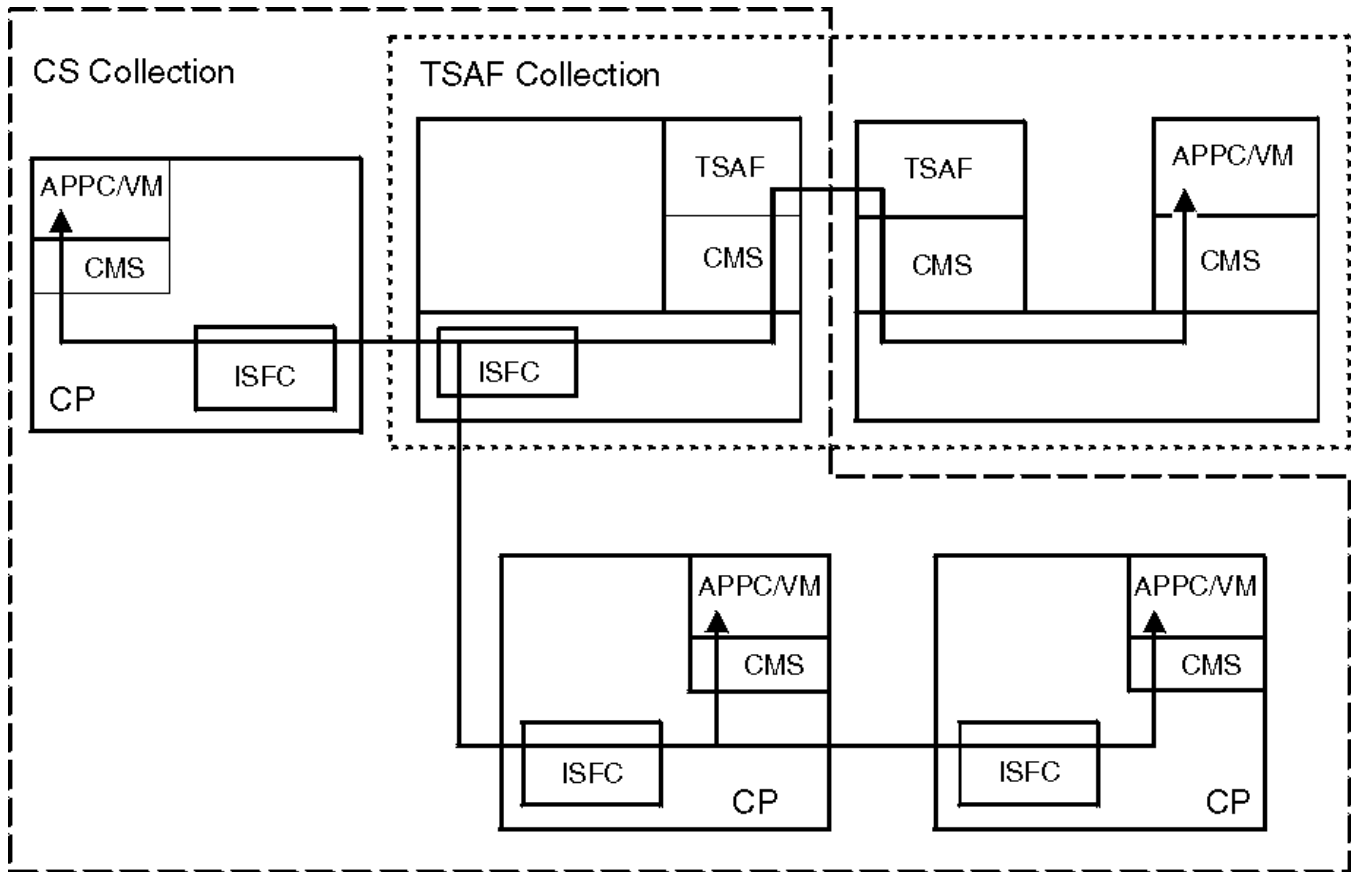 CS Collection
TSAF Collection
APPC/VM
CMS
ISFC
CP
TSAF
CMS
ISFC
TSAF
CMS
APPC/VM
CMS
APPC/VM
CMS
ISFC
CP
APPC/VM
CMS
ISFC
CP